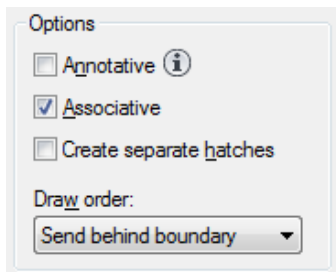 Options
Annotative
Associative
Create separate hatches
Draw order:
Send behind boundary